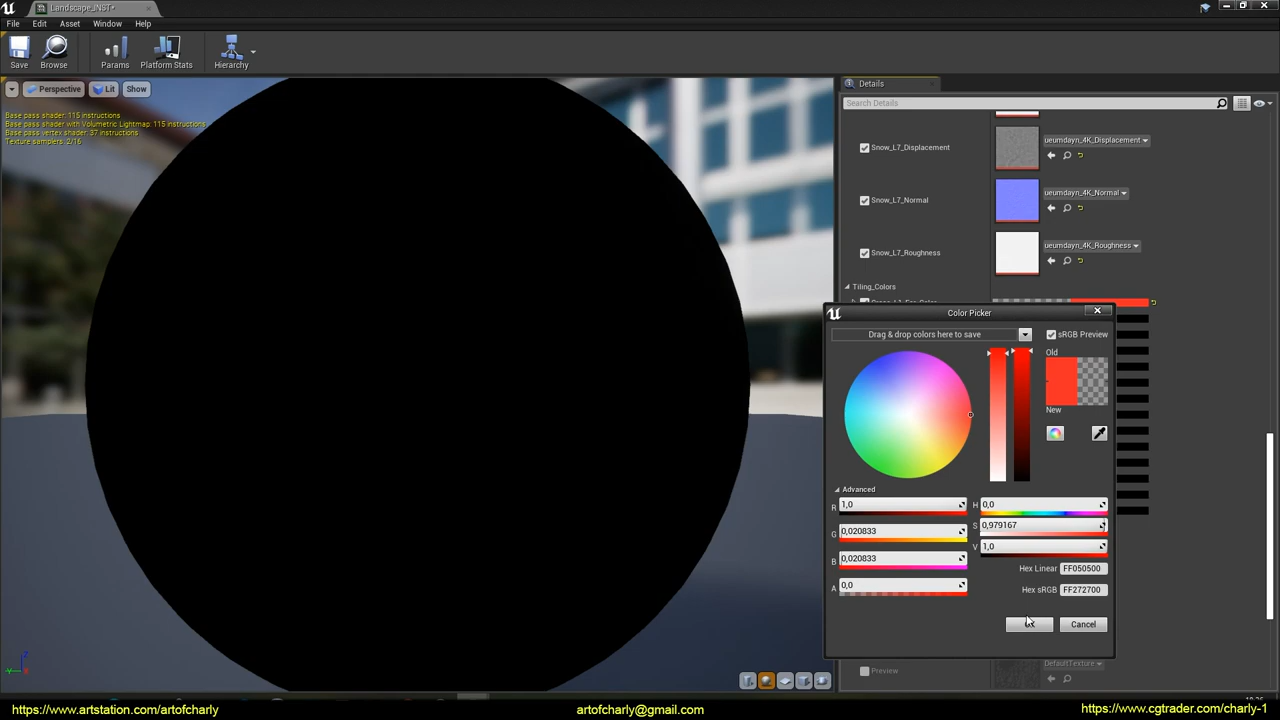 Landscape_INST*
File Edit Asset Window Help
Save Browse Params Platform Stats Hierarchy
Perspective Lit Show
Base pass shader: 115 instructions
Base pass shader with Volumetric Lightmap: 115 instructions
Base pass vertex shader: 37 instructions
Texture samplers: 2/16
Details
Search Details
Snow_L7_Displacement
ueumdayn_4K_Displacement
Snow_L7_Normal
ueumdayn_4K_Normal
Snow_L7_Roughness
ueumdayn_4K_Roughness
Tiling_Colors
Color Picker
Drag & drop colors here to save
sRGB Preview
Old
New
Advanced
R 1,0
G 0,020833
B 0,020833
A 0,0
H 0,0
S 0,979167
V 1,0
Hex Linear FF050500
Hex sRGB FF272700
Cancel
Preview
DefaultTexture
https://www.artstation.com/artofcharly
artofcharly@gmail.com
https://www.cgtrader.com/charly-1